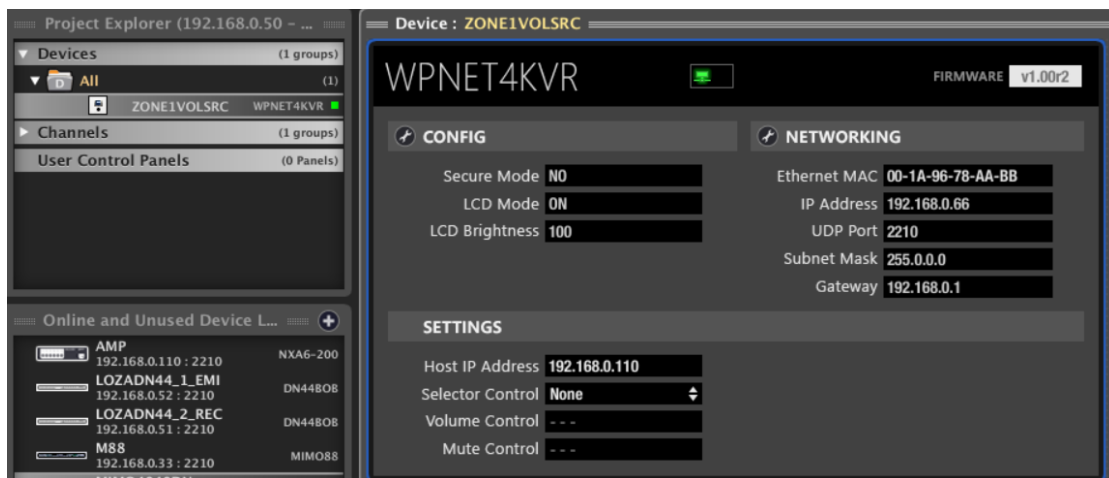 Project Explorer (192.168.0.50 - ...
Devices (1 groups)
All (1)
ZONE1VOLSRC WPNET4KVR
Channels (1 groups)
User Control Panels (0 Panels)
Online and Unused Device L...
AMP
192.168.0.110 : 2210 NXA6-200
LOZADN44_1_EMI
192.168.0.52 : 2210 DN44BOB
LOZADN44_2_REC
192.168.0.51 : 2210 DN44BOB
M88
192.168.0.33 : 2210 MIMO88
Device : ZONE1VOLSRC
WPNET4KVR FIRMWARE v1.00r2
CONFIG
Secure Mode NO
LCD Mode ON
LCD Brightness 100
NETWORKING
Ethernet MAC 00-1A-96-78-AA-BB
IP Address 192.168.0.66
UDP Port 2210
Subnet Mask 255.0.0.0
Gateway 192.168.0.1
SETTINGS
Host IP Address 192.168.0.110
Selector Control None
Volume Control - - -
Mute Control - - -